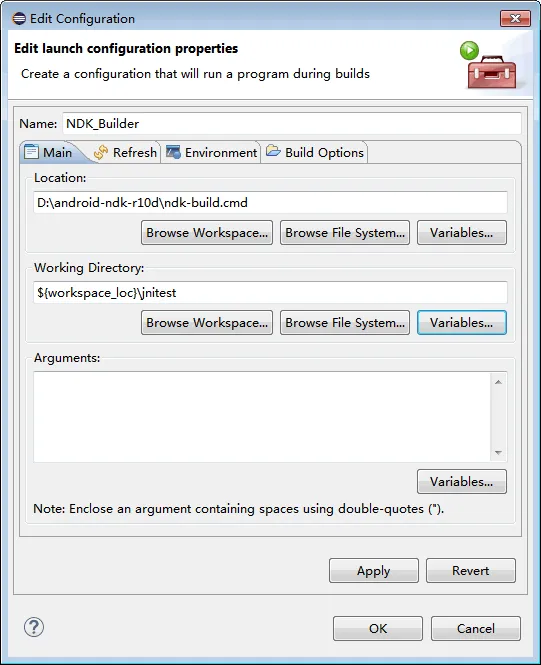 Edit Configuration
Edit launch configuration properties
Create a configuration that will run a program during builds
Name: NDK_Builder
Main Refresh Environment Build Options
Location:
D:\android-ndk-r10d\ndk-build.cmd
Browse Workspace... Browse File System... Variables...
Working Directory:
${workspace_loc}\jnitest
Browse Workspace... Browse File System... Variables...
Arguments:
Variables...
Note: Enclose an argument containing spaces using double-quotes (").
Apply Revert
? OK Cancel